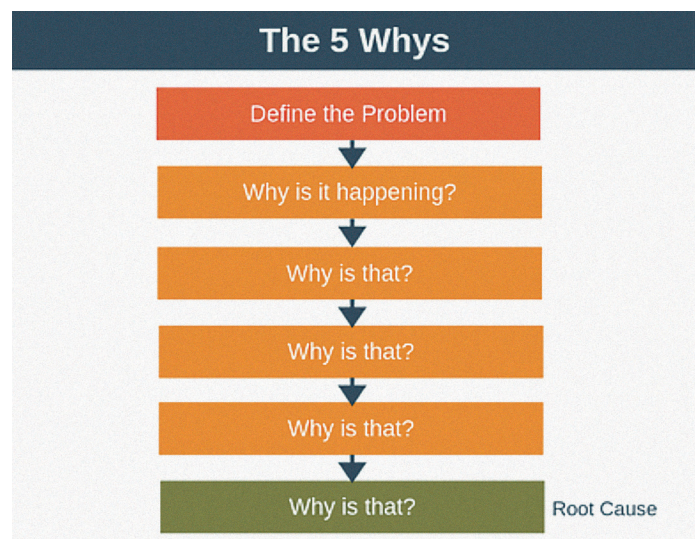 The 5 Whys
Define the Problem
Why is it happening?
Why is that?
Why is that?
Why is that?
Why is that?
Root Cause